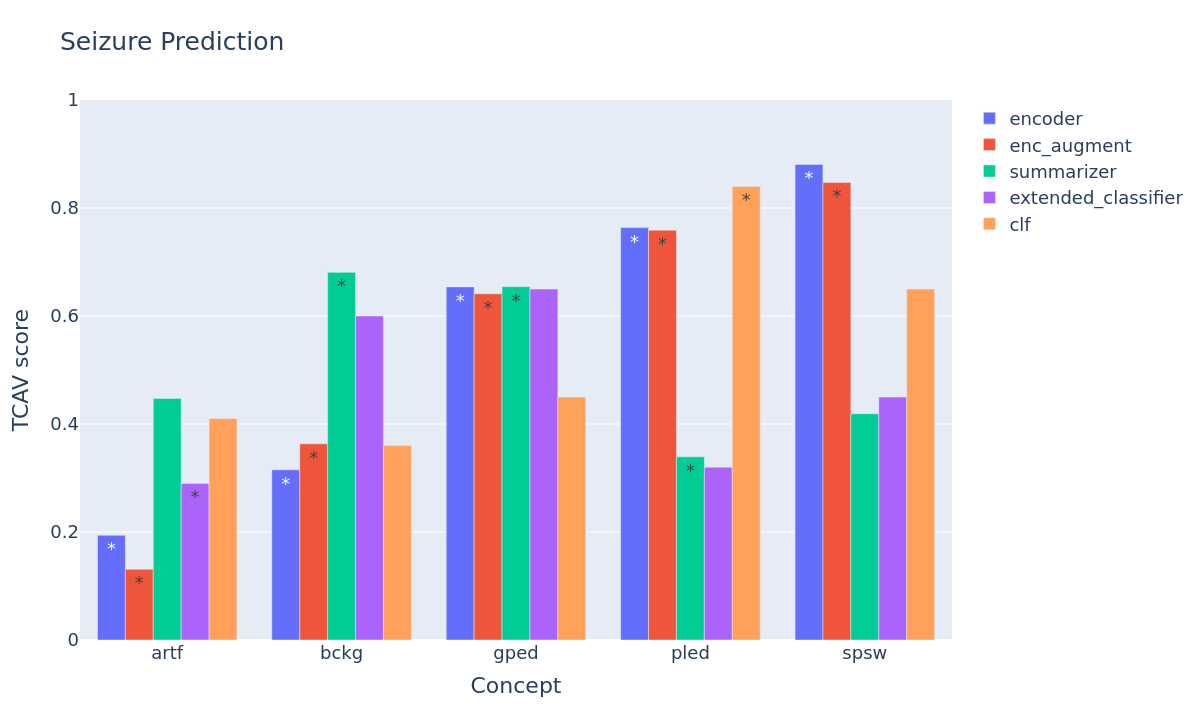 Seizure Prediction
TCAV score
1
0.8
0.6
0.4
0.2
0
* * *
* * *
* * *
* * * *
* *
artf bckg gped pled spsw
Concept
encoder
enc_augment
summarizer
extended_classifier
clf